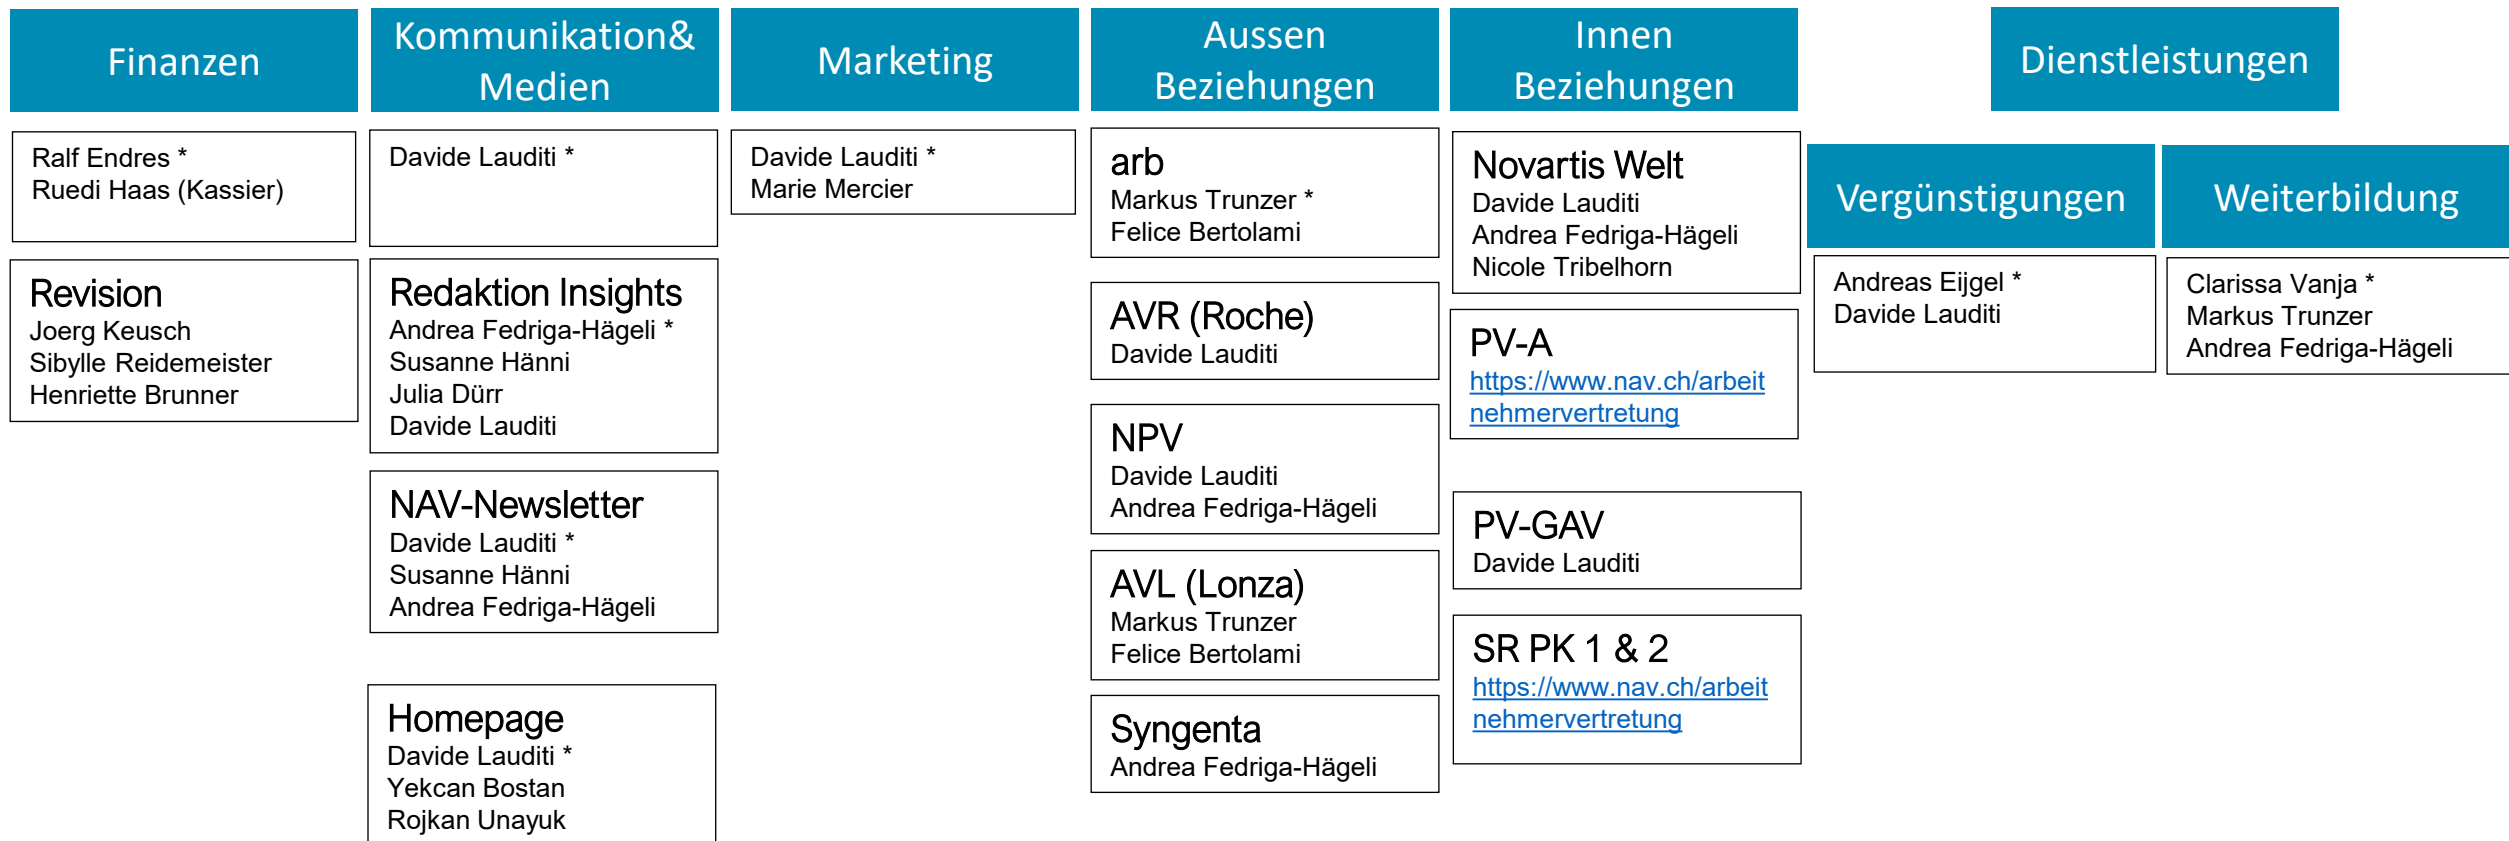 Finanzen
Ralf Endres *
Ruedi Haas (Kassier)
Revision
Joerg Keusch
Sibylle Reidemeister
Henriette Brunner
Kommunikation&
Medien
Davide Lauditi *
Redaktion Insights
Andrea Fedriga-Hägeli *
Susanne Hänni
Julia Dürr
Davide Lauditi
NAV-Newsletter
Davide Lauditi *
Susanne Hänni
Andrea Fedriga-Hägeli
Homepage
Davide Lauditi *
Yekcan Bostan
Rojkan Unayuk
Marketing
Davide Lauditi *
Marie Mercier
Aussen
Beziehungen
arb
Markus Trunzer *
Felice Bertolami
AVR (Roche)
Davide Lauditi
NPV
Davide Lauditi
Andrea Fedriga-Hägeli
AVL (Lonza)
Markus Trunzer
Felice Bertolami
Syngenta
Andrea Fedriga-Hägeli
Innen
Beziehungen
Novartis Welt
Davide Lauditi
Andrea Fedriga-Hägeli
Nicole Tribelhorn
PV-A
https://www.nav.ch/arbeit
nehmervertretung
PV-GAV
Davide Lauditi
SR PK 1 & 2
https://www.nav.ch/arbeit
nehmervertretung
Dienstleistungen
Vergünstigungen
Andreas Eijgel *
Davide Lauditi
Weiterbildung
Clarissa Vanja *
Markus Trunzer
Andrea Fedriga-Hägeli